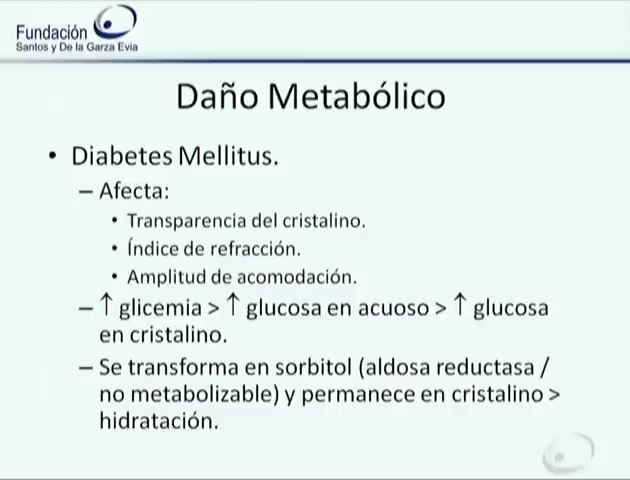 Fundación
Santos y De la Garza Evia
Daño Metabólico
• Diabetes Mellitus.
– Afecta:
• Transparencia del cristalino.
• Índice de refracción.
• Amplitud de acomodación.
– ↑ glicemia > ↑ glucosa en acuoso > ↑ glucosa
en cristalino.
– Se transforma en sorbitol (aldosa reductasa /
no metabolizable) y permanece en cristalino >
hidratación.